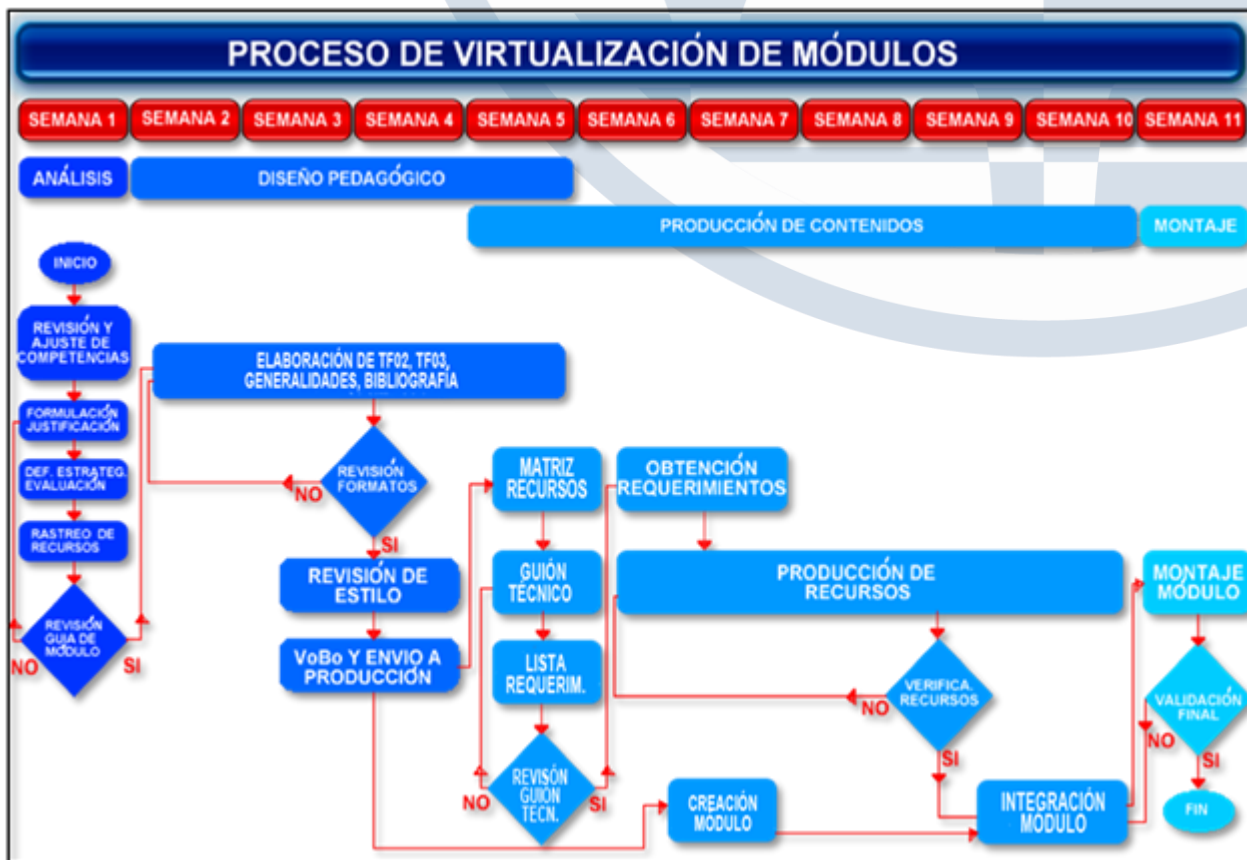 PROCESO DE VIRTUALIZACIÓN DE MÓDULOS
SEMANA 1
SEMANA 2
SEMANA 3
SEMANA 4
SEMANA 5
SEMANA 6
SEMANA 7
SEMANA 8
SEMANA 9
SEMANA 10
SEMANA 11
ANÁLISIS
DISEÑO PEDAGÓGICO
PRODUCCIÓN DE CONTENIDOS
MONTAJE
INICIO
REVISIÓN Y
AJUSTE DE
COMPETENCIAS
FORMULACIÓN
JUSTIFICACIÓN
DEF. ESTRATEG.
EVALUACIÓN
RASTREO DE
RECURSOS
REVISIÓN
GUIA DE
MÓDULO
NO
SI
ELABORACIÓN DE TF02, TF03,
GENERALIDADES, BIBLIOGRAFÍA
REVISIÓN
FORMATOS
NO
SI
REVISIÓN DE
ESTILO
VoBo Y ENVIO A
PRODUCCIÓN
MATRIZ
RECURSOS
GUIÓN
TÉCNICO
LISTA
REQUERIM.
REVISÓN
GUIÓN
TECN.
NO
SI
OBTENCIÓN
REQUERIMIENTOS
PRODUCCIÓN DE
RECURSOS
VERIFICA.
RECURSOS
NO
SI
CREACIÓN
MÓDULO
INTEGRACIÓN
MÓDULO
MONTAJE
MÓDULO
VALIDACIÓN
FINAL
NO
SI
FIN